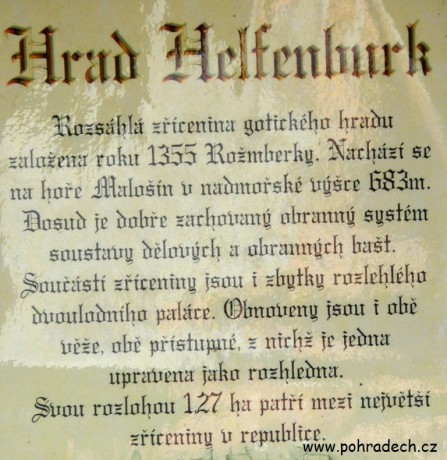 Hrad Helfenburk
Rozsáhlá zřícenina gotického hradu
založena roku 1355 Rožmberky. Nachází se
na hoře Malošín v nadmořské výšce 683m.
Dosud je dobře zachovaný obranný systém
soustavy dělových a obranných bašt.
Součástí zříceniny jsou i zbytky rozlehlého
dvoulodního paláce. Obnoveny jsou i obě
věže, obě přístupné, z nichž je jedna
upravena jako rozhledna.
Svou rozlohou 1.27 ha patří mezi největší
zříceniny v republice.
www.pohradech.cz